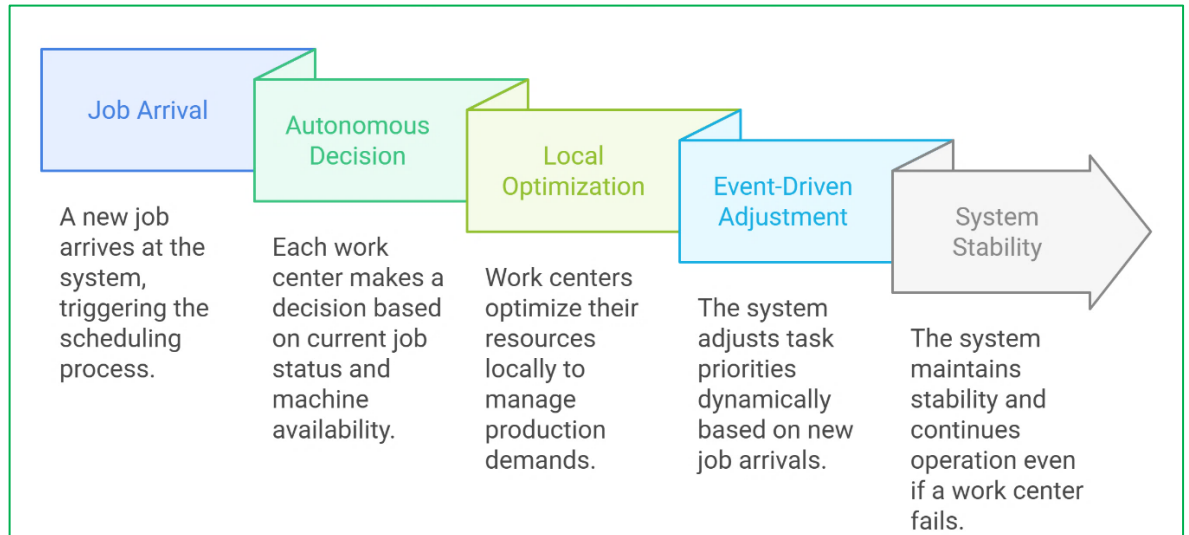 Job Arrival
A new job
arrives at the
system,
triggering the
scheduling
process.
Autonomous
Decision
Each work
center makes a
decision based
on current job
status and
machine
availability.
Local
Optimization
Work centers
optimize their
resources
locally to
manage
production
demands.
Event-Driven
Adjustment
The system
adjusts task
priorities
dynamically
based on new
job arrivals.
System
Stability
The system
maintains
stability and
continues
operation even
if a work center
fails.